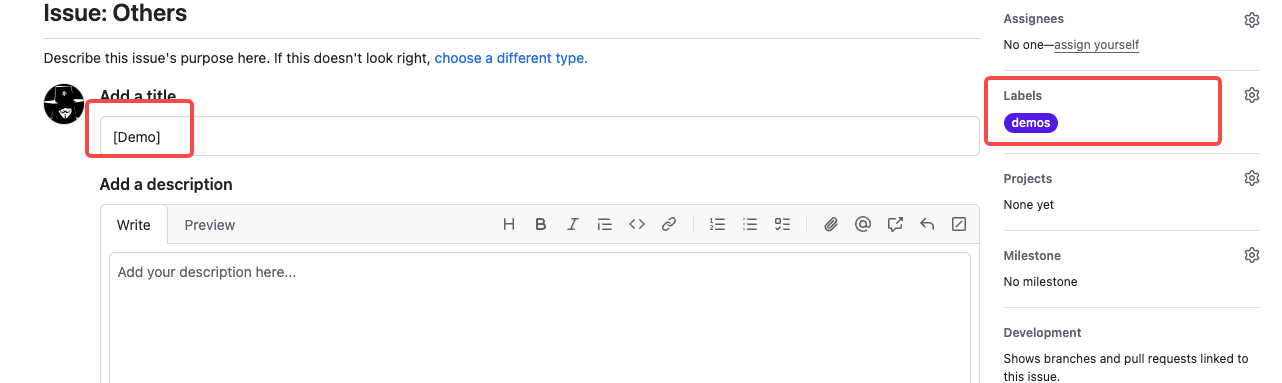 Issue: Others
Describe this issue's purpose here. If this doesn't look right, choose a different type.
Add a title
[Demo]
Add a description
Write
Preview
Add your description here...
Assignees
No one—assign yourself
Labels
demos
Projects
None yet
Milestone
No milestone
Development
Shows branches and pull requests linked to
this issue.